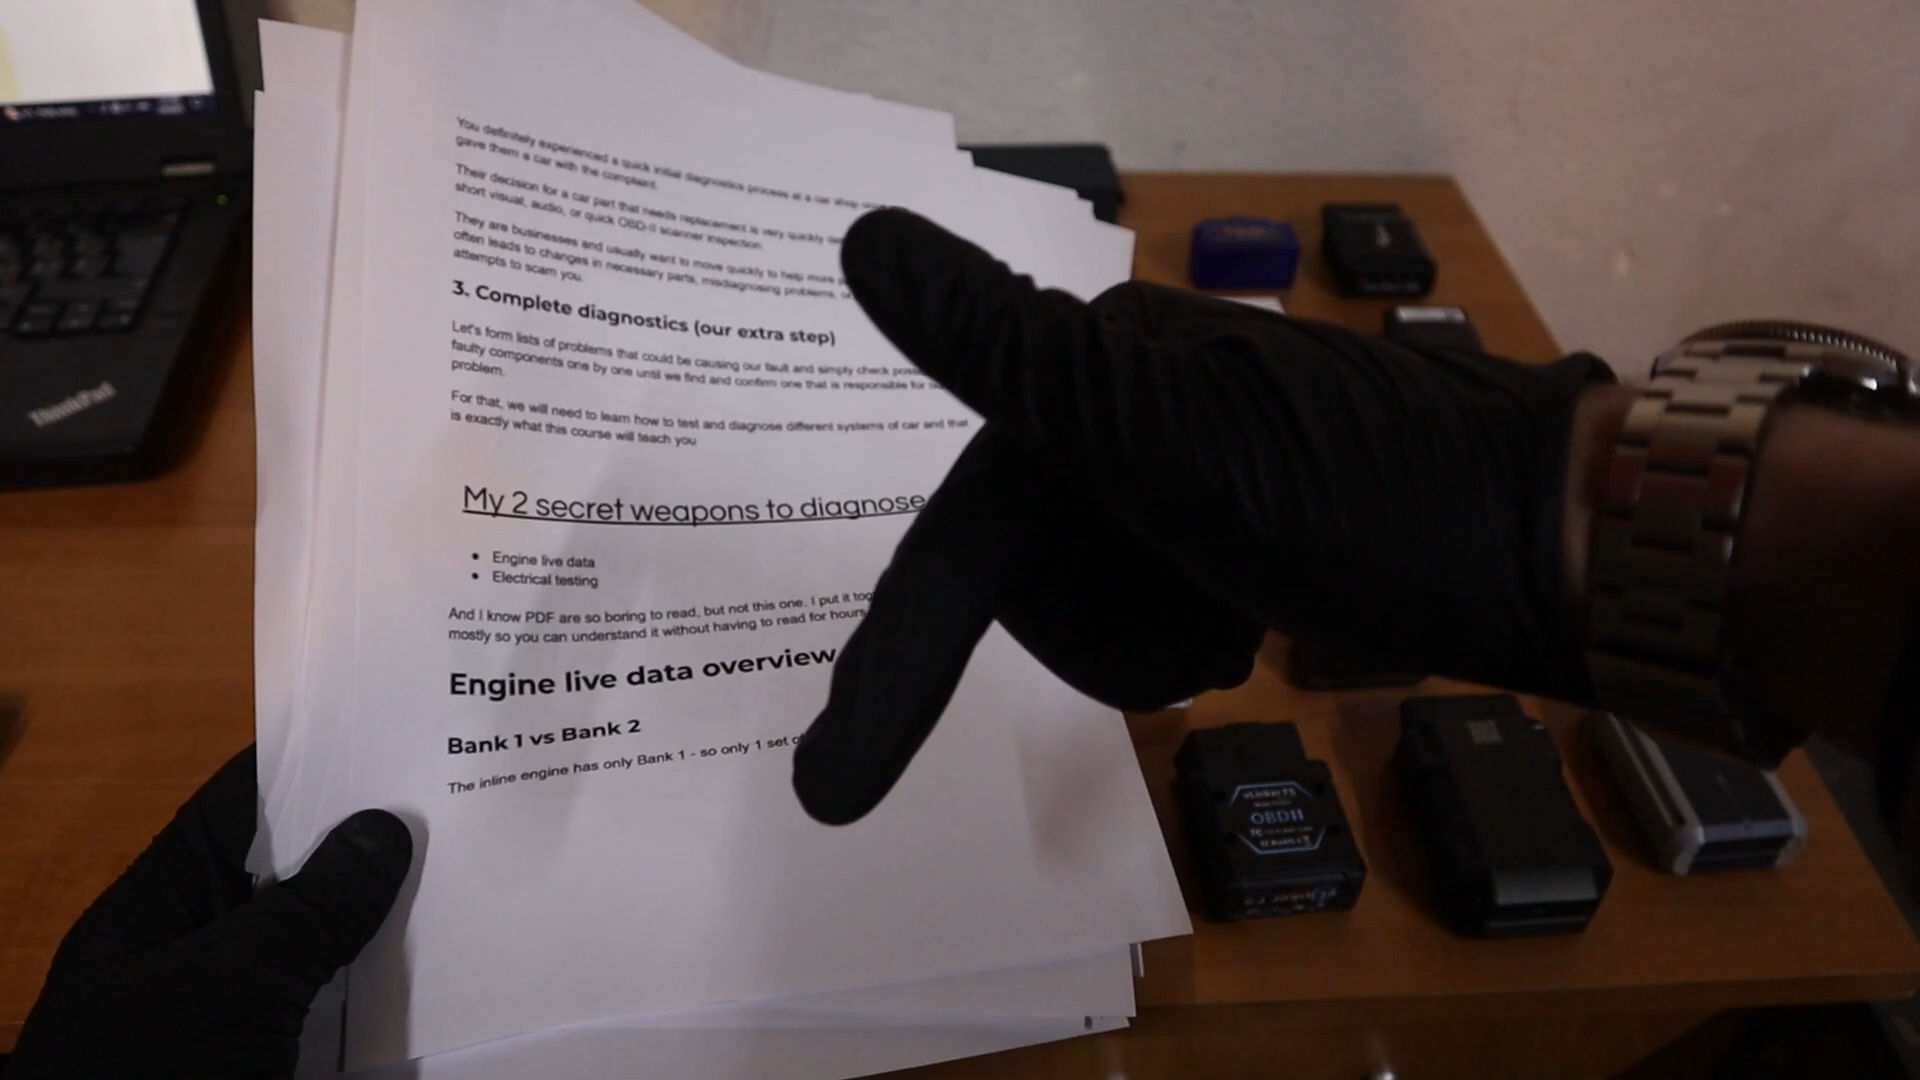 You definitely experienced a quick initial diagnostics process at a car shop
gave them a car with the complaint.
Their decision for a car part that needs replacement is very quickly
short visual, audio, or quick OBD-II scanner inspection.
They are businesses and usually want to move quickly to help more
often leads to changes in necessary parts, misdiagnosing problems, or
attempts to scam you.
3. Complete diagnostics (our extra step)
Let's form lists of problems that could be causing our fault and simply check
faulty components one by one until we find and confirm one that is responsible for
problem.
For that, we will need to learn how to test and diagnose different systems of car and that
is exactly what this course will teach you
My 2 secret weapons to diagnose
• Engine live data
• Electrical testing
And I know PDF are so boring to read, but not this one. I put it
mostly so you can understand it without having to read for hours
Engine live data overview
Bank 1 vs Bank 2
The inline engine has only Bank 1 - so only 1 set
ThinkPad
vLinker FS
OBDII